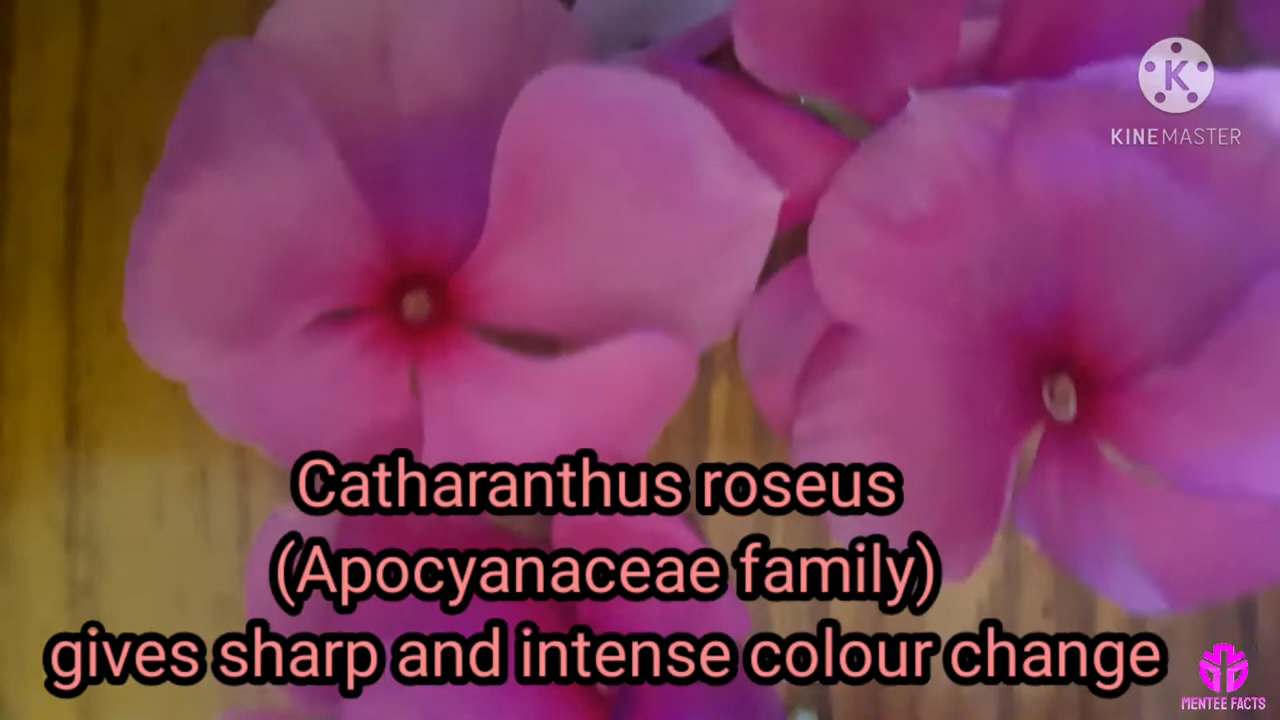 K
KINEMASTER
Catharanthus roseus
(Apocyanaceae family)
gives sharp and intense colour change
MENTEE FACTS